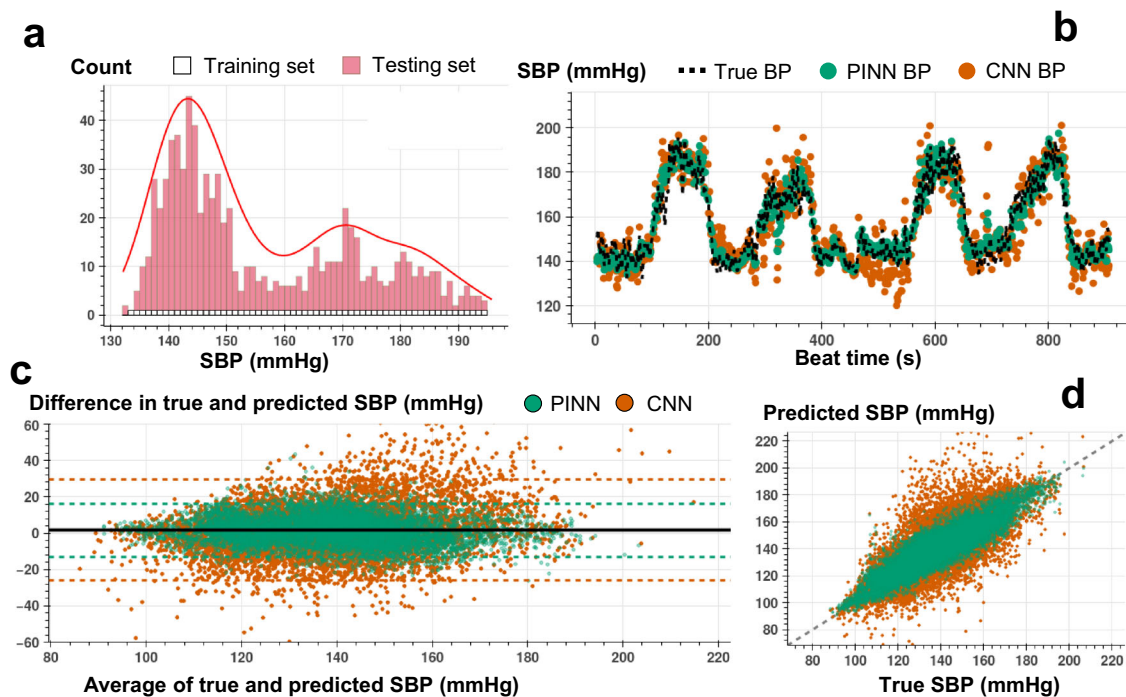 a
Count Training set Testing set
40
30
20
10
0
130 140 150 160 170 180 190
SBP (mmHg)
b
SBP (mmHg) True BP PINN BP CNN BP
200
180
160
140
120
0 200 400 600 800
Beat time (s)
c
Difference in true and predicted SBP (mmHg) PINN CNN
60
40
20
0
−20
−40
−60
80 100 120 140 160 180 200 220
Average of true and predicted SBP (mmHg)
d
Predicted SBP (mmHg)
220
200
180
160
140
120
100
80
80 100 120 140 160 180 200 220
True SBP (mmHg)